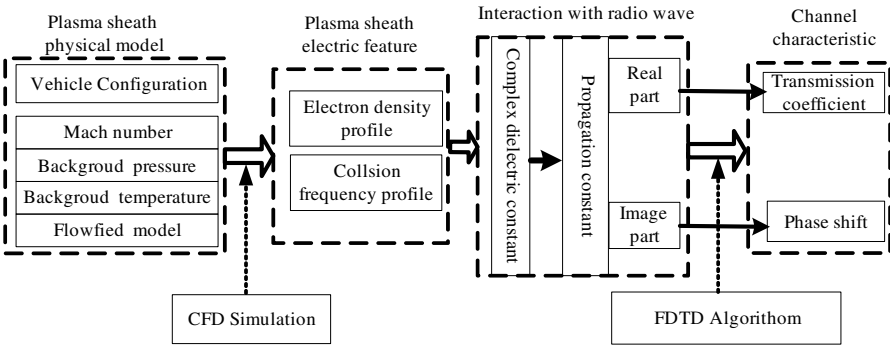 Plasma sheath
physical model
Vehicle Configuration
Mach number
Backgroud pressure
Backgroud temperature
Flowfied model
CFD Simulation
Plasma sheath
electric feature
Electron density
profile
Collsion
frequency profile
Interaction with radio wave
Complex dielectric constant
Propagation constant
Real
part
Image
part
FDTD Algorithom
Channel
characteristic
Transmission
coefficient
Phase shift